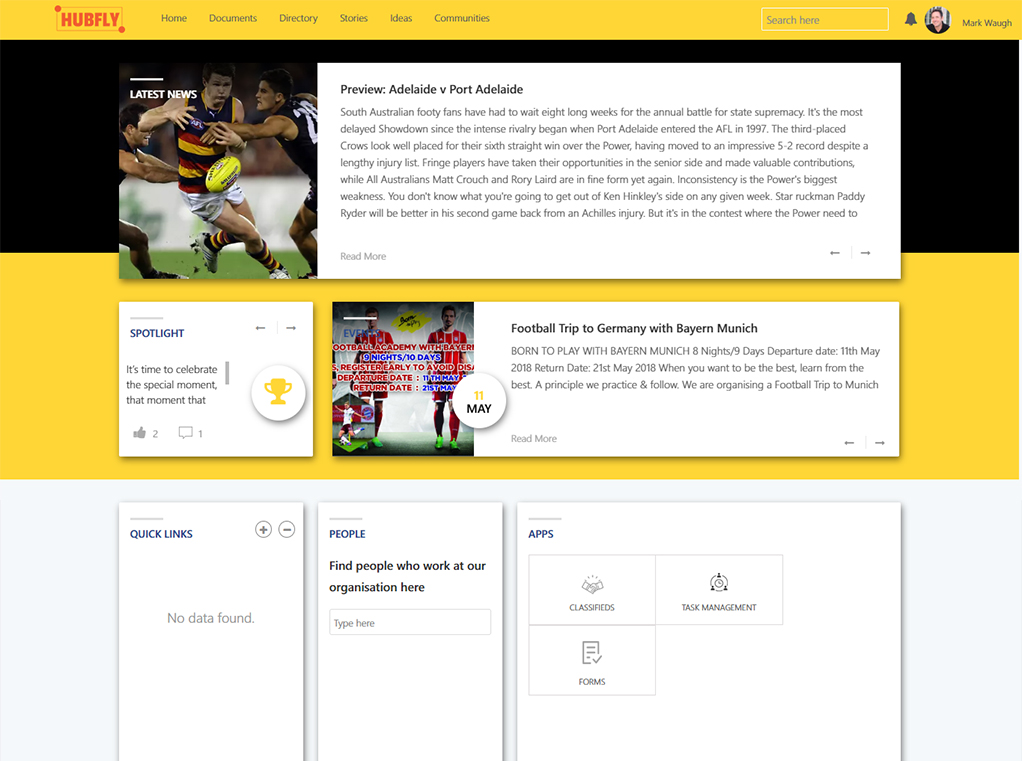 HUBFLY
Home Documents Directory Stories Ideas Communities
Search here
Mark Waugh
LATEST NEWS
AFL
Preview: Adelaide v Port Adelaide
South Australian footy fans have had to wait eight long weeks for the annual battle for state supremacy. It's the most
delayed Showdown since the intense rivalry began when Port Adelaide entered the AFL in 1997. The third-placed
Crows look well placed for their sixth straight win over the Power, having moved to an impressive 5-2 record despite a
lengthy injury list. Fringe players have taken their opportunities in the senior side and made valuable contributions,
while All Australians Matt Crouch and Rory Laird are in fine form yet again. Inconsistency is the Power's biggest
weakness. You don't know what you're going to get out of Ken Hinkley's side on any given week. Star ruckman Paddy
Ryder will be better in his second game back from an Achilles injury. But it's in the contest where the Power need to
Read More
SPOTLIGHT
It's time to celebrate
the special moment,
that moment that
2 1
EVENTS
OOTBALL ACADEMY WITH BAYER
9 NIGHTS/10 DAYS
S, REGISTER EARLY TO AVOID DISA
DEPARTURE DATE : 11 TH MA
RETURN DATE : 21ST MA
11
MAY
Football Trip to Germany with Bayern Munich
BORN TO PLAY WITH BAYERN MUNICH 8 Nights/9 Days Departure date: 11th May
2018 Return Date: 21st May 2018 When you want to be the best, learn from the
best. A principle we practice & follow. We are organising a Football Trip to Munich
Read More
QUICK LINKS
No data found.
PEOPLE
Find people who work at our
organisation here
Type here
APPS
CLASSIFIEDS
TASK MANAGEMENT
FORMS